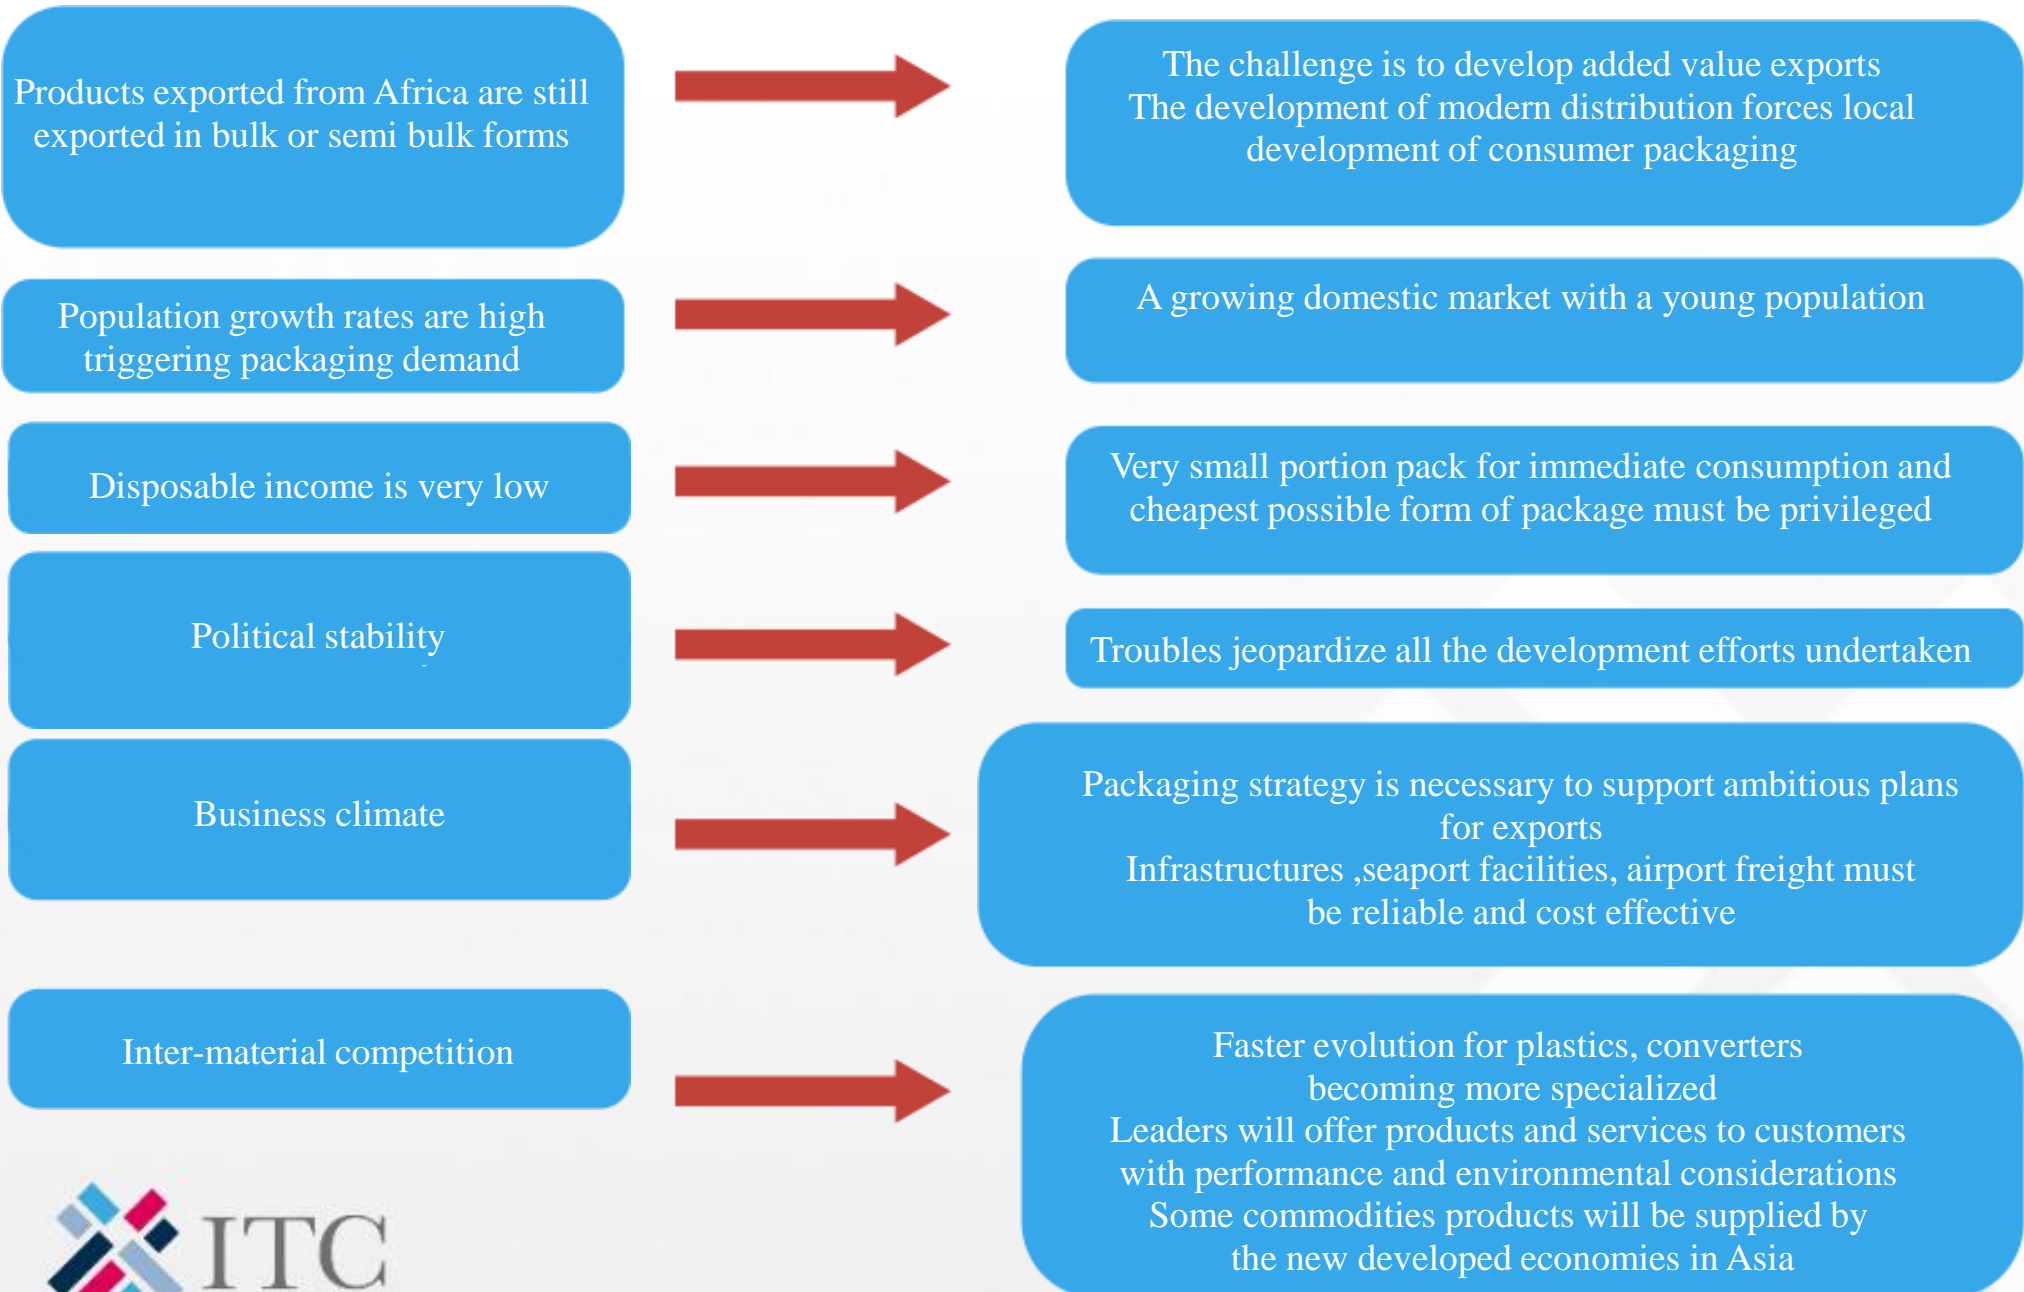 Products exported from Africa are still
exported in bulk or semi bulk forms
The challenge is to develop added value exports
The development of modern distribution forces local
development of consumer packaging
Population growth rates are high
triggering packaging demand
A growing domestic market with a young population
Disposable income is very low
Very small portion pack for immediate consumption and
cheapest possible form of package must be privileged
Political stability
Troubles jeopardize all the development efforts undertaken
Business climate
Packaging strategy is necessary to support ambitious plans
for exports
Infrastructures ,seaport facilities, airport freight must
be reliable and cost effective
Inter-material competition
Faster evolution for plastics, converters
becoming more specialized
Leaders will offer products and services to customers
with performance and environmental considerations
Some commodities products will be supplied by
the new developed economies in Asia
ITC